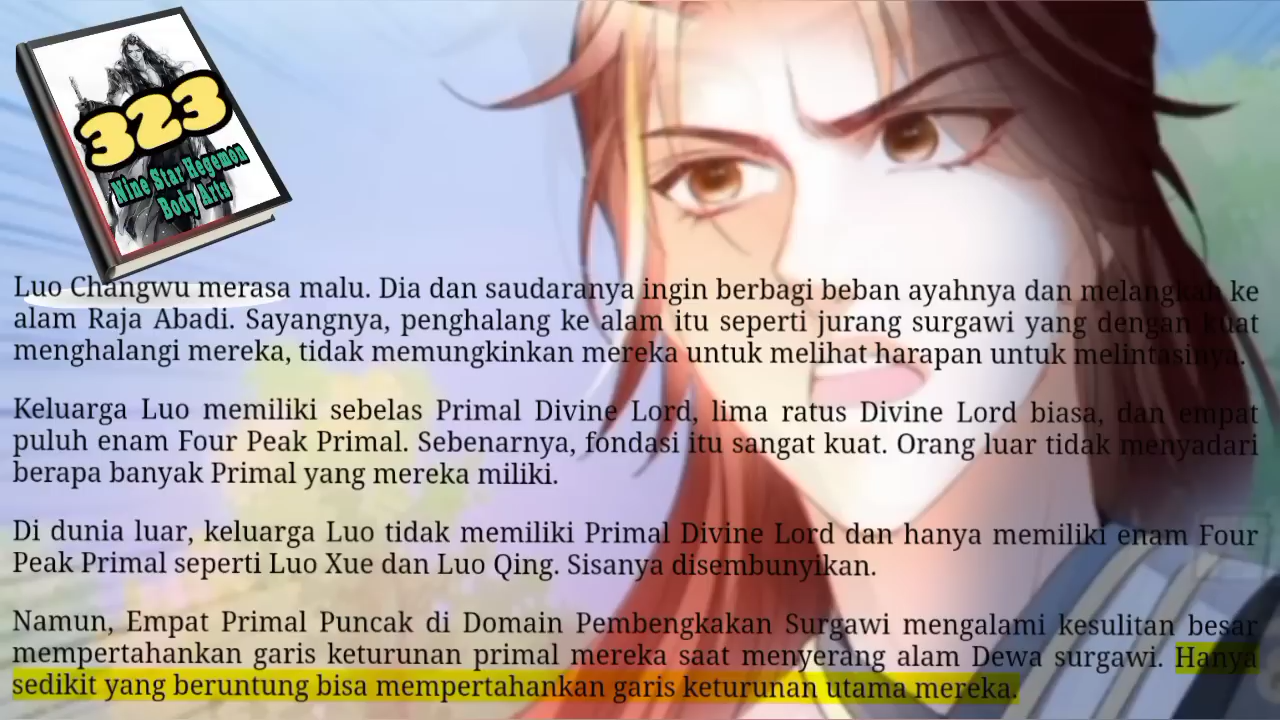 323
Nine Star Hegemon
Body Arts
Luo Changwu merasa malu. Dia dan saudaranya ingin berbagi beban ayahnya dan melangkah ke
alam Raja Abadi. Sayangnya, penghalang ke alam itu seperti jurang surgawi yang dengan kuat
menghalangi mereka, tidak memungkinkan mereka untuk melihat harapan untuk melintasinya.
Keluarga Luo memiliki sebelas Primal Divine Lord, lima ratus Divine Lord biasa, dan empat
puluh enam Four Peak Primal. Sebenarnya, fondasi itu sangat kuat. Orang luar tidak menyadari
berapa banyak Primal yang mereka miliki.
Di dunia luar, keluarga Luo tidak memiliki Primal Divine Lord dan hanya memiliki enam Four
Peak Primal seperti Luo Xue dan Luo Qing. Sisanya disembunyikan.
Namun, Empat Primal Puncak di Domain Pembengkakan Surgawi mengalami kesulitan besar
mempertahankan garis keturunan primal mereka saat menyerang alam Dewa surgawi. Hanya
sedikit yang beruntung bisa mempertahankan garis keturunan utama mereka.